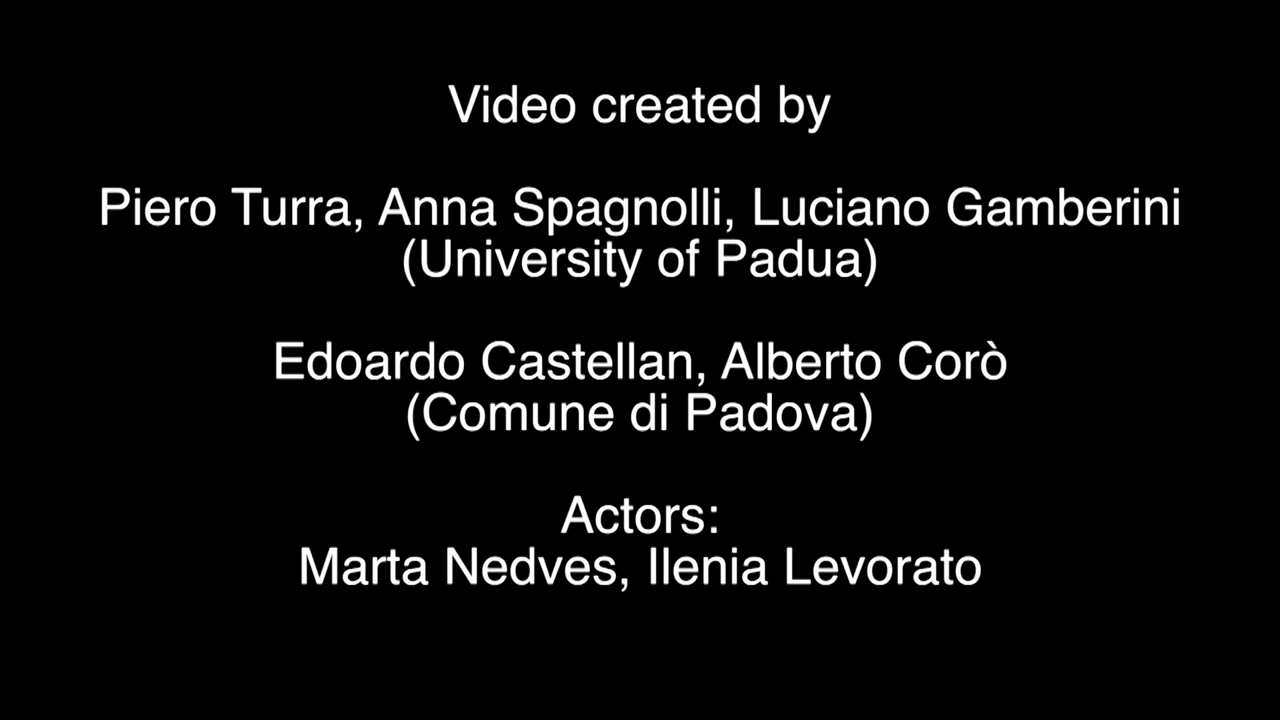 Video created by
Piero Turra, Anna Spagnolli, Luciano Gamberini
(University of Padua)
Edoardo Castellan, Alberto Corò
(Comune di Padova)
Actors:
Marta Nedves, Ilenia Levorato